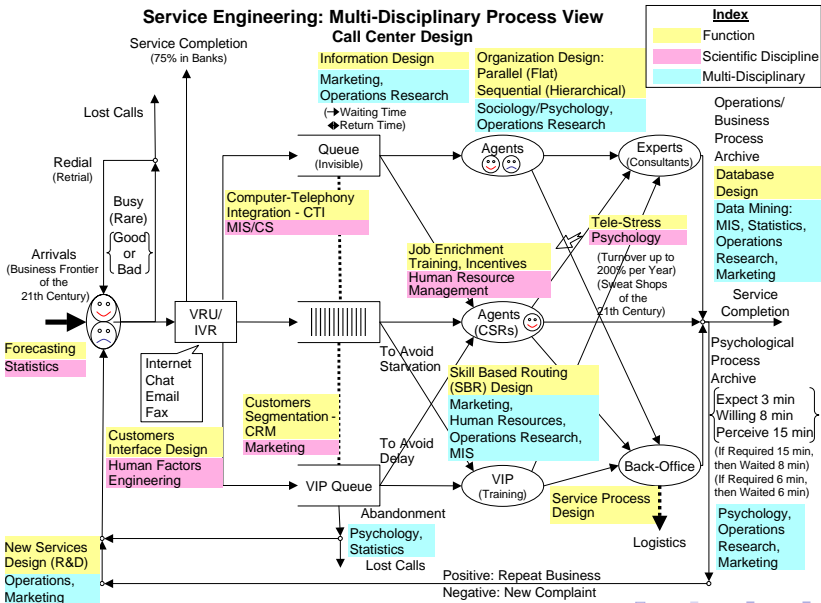 Service Engineering: Multi-Disciplinary Process View
Call Center Design
Index
Function
Scientific Discipline
Multi-Disciplinary
Service Completion
(75% in Banks)
Information Design
Marketing,
Operations Research
(→Waiting Time
◆Return Time)
Organization Design:
Parallel (Flat)
Sequential (Hierarchical)
Sociology/Psychology,
Operations Research
Lost Calls
Redial
(Retrial)
Busy
(Rare)
Good
or
Bad
Queue
(Invisible)
Agents
Experts
(Consultants)
Operations/
Business
Process
Archive
Database
Design
Data Mining:
MIS, Statistics,
Operations
Research,
Marketing
Computer-Telephony
Integration - CTI
MIS/CS
Tele-Stress
Psychology
(Turnover up to
200% per Year)
(Sweat Shops
of the
21th Century)
Job Enrichment
Training, Incentives
Human Resource
Management
Arrivals
(Business Frontier
of the
21th Century)
VRU/
IVR
Agents
(CSRs)
Service
Completion
Forecasting
Statistics
Internet
Chat
Email
Fax
To Avoid
Starvation
Skill Based Routing
(SBR) Design
Marketing,
Human Resources,
Operations Research,
MIS
Psychological
Process
Archive
Expect 3 min
Willing 8 min
Perceive 15 min
(If Required 15 min,
then Waited 8 min)
(If Required 6 min,
then Waited 6 min)
Customers
Segmentation -
CRM
Marketing
Customers
Interface Design
Human Factors
Engineering
To Avoid
Delay
VIP Queue
VIP
(Training)
Back-Office
Service Process
Design
Abandonment
Psychology,
Statistics
Lost Calls
Logistics
Psychology,
Operations
Research,
Marketing
New Services
Design (R&D)
Operations,
Marketing
Positive: Repeat Business
Negative: New Complaint